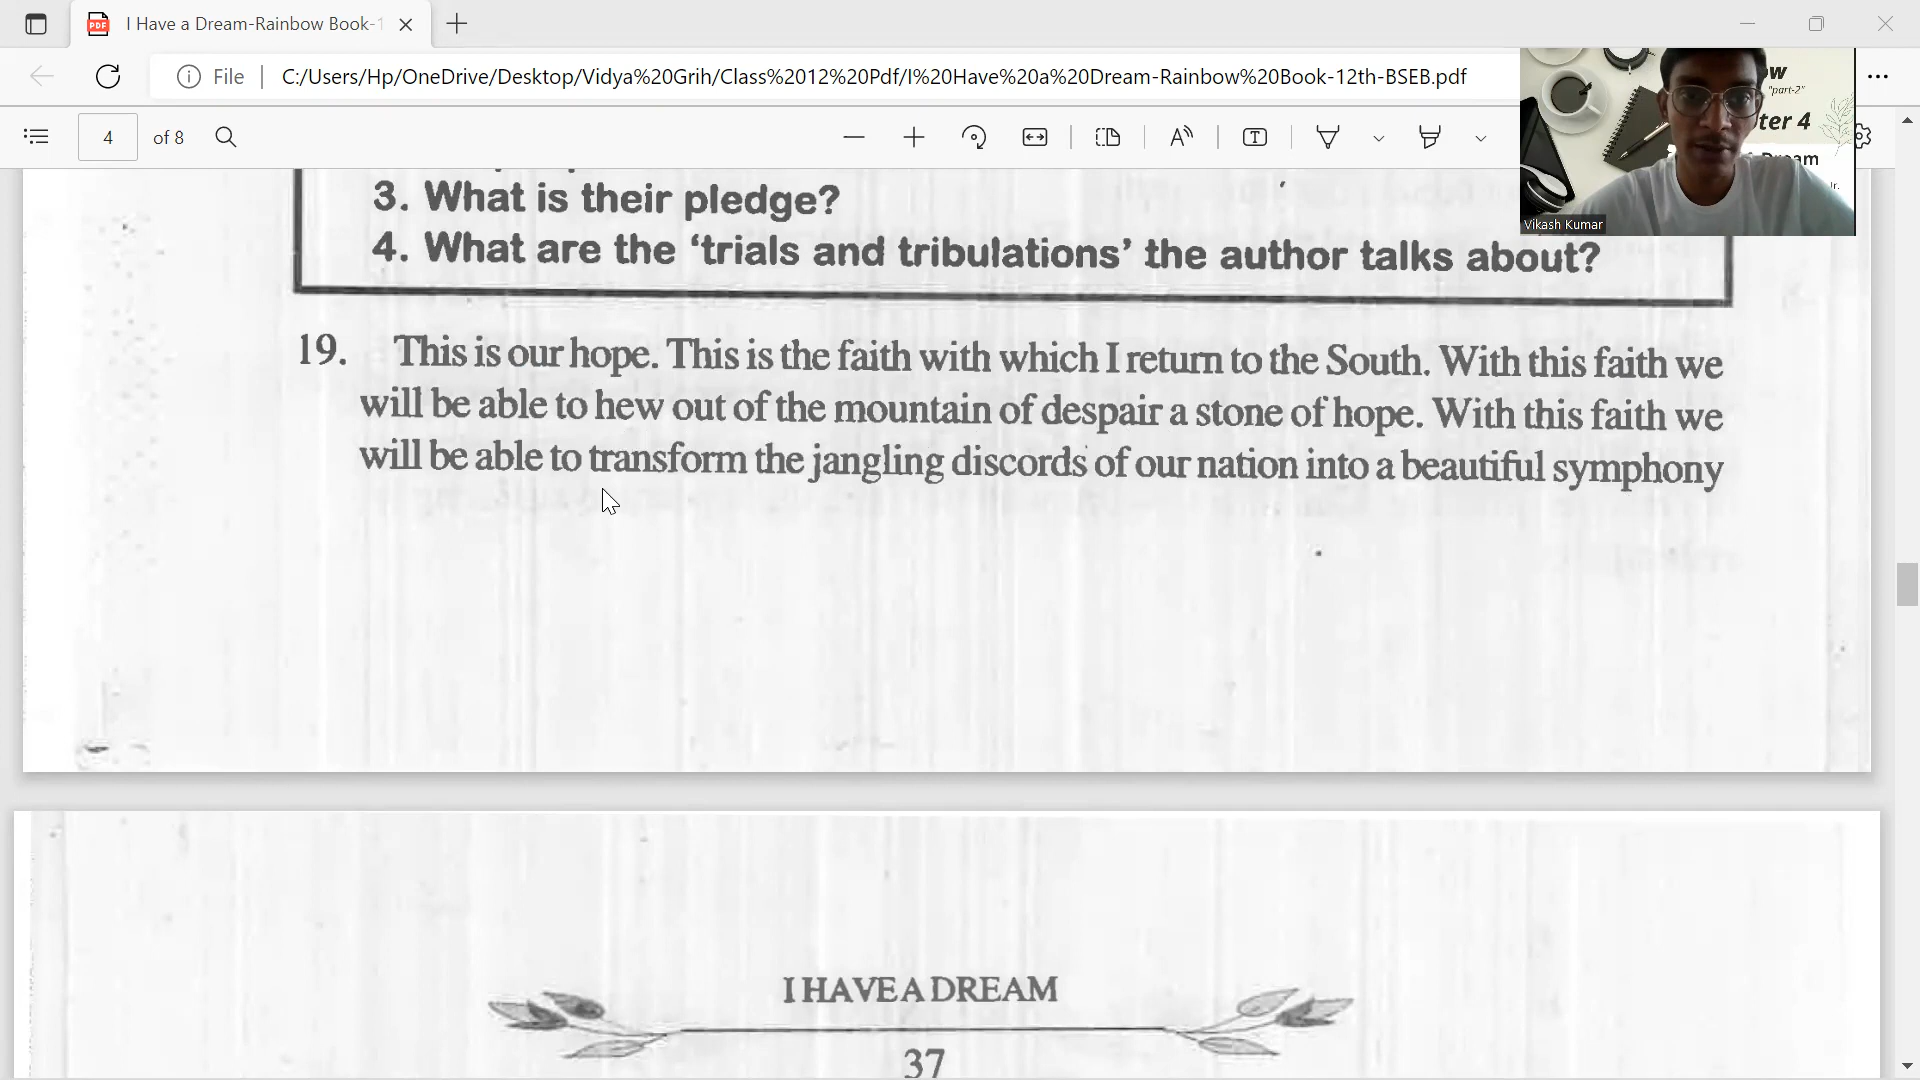 I Have a Dream-Rainbow Book-1
File
C:/Users/Hp/OneDrive/Desktop/Vidya%20Grih/Class%2012%20Pdf/I%20Have%20a%20Dream-Rainbow%20Book-12th-BSEB.pdf
4 of 8
"part-2"
ter 4
Vikash Kumar
3. What is their pledge?
4. What are the ‘trials and tribulations’ the author talks about?
19. This is our hope. This is the faith with which I return to the South. With this faith we
will be able to hew out of the mountain of despair a stone of hope. With this faith we
will be able to transform the jangling discords of our nation into a beautiful symphony
I HAVE A DREAM
37